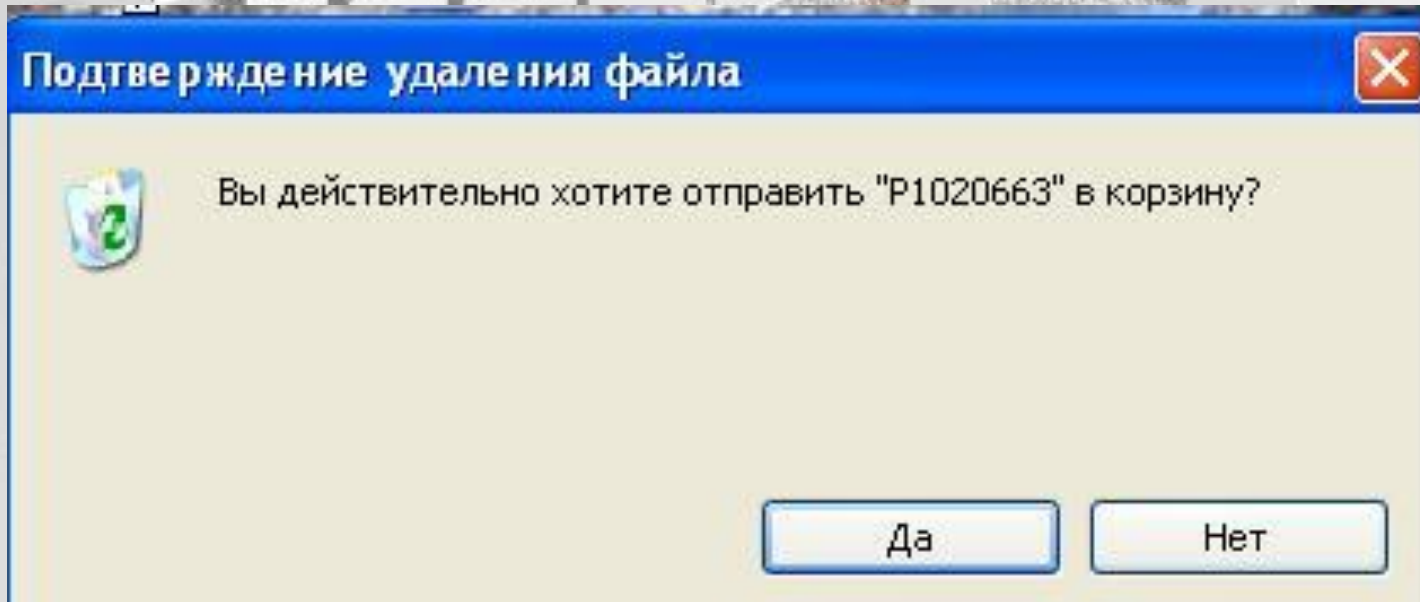 Подтверждение удаления файла
Вы действительно хотите отправить "P1020663" в корзину?
Да
Нет